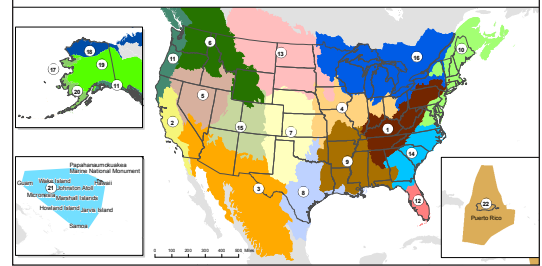 6
13
10
11
16
18
19
17
20
11
5
4
2
15
7
1
14
9
3
8
12
Papahanaumokuakea
Marine National Monument
Guam
Wake Island
Hawaii
21
Johnston Atoll
Micronesia
Marshall Islands
Howland Island
Jarvis Island
Samoa
22
Puerto Rico
0 100 200 400 600 800
Miles